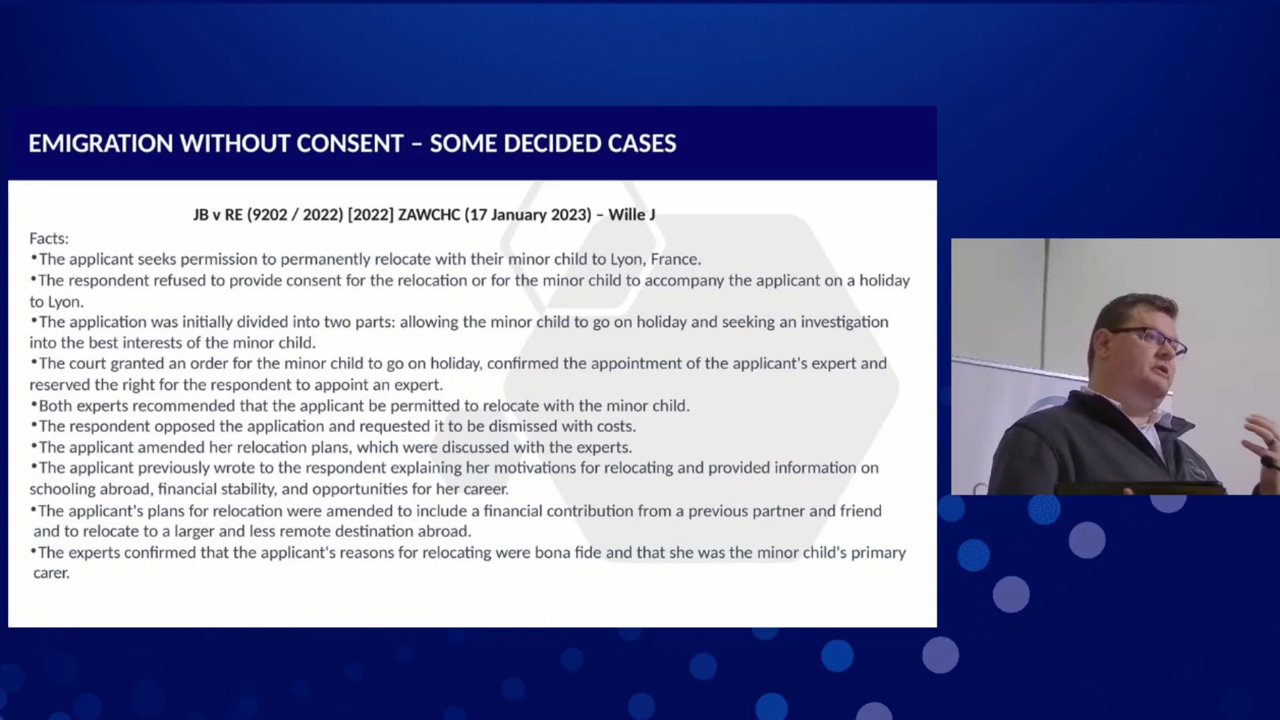 EMIGRATION WITHOUT CONSENT – SOME DECIDED CASES
JB v RE (9202 / 2022) [2022] ZAWCHC (17 January 2023) – Wille J
Facts:
•The applicant seeks permission to permanently relocate with their minor child to Lyon, France.
•The respondent refused to provide consent for the relocation or for the minor child to accompany the applicant on a holiday
to Lyon.
•The application was initially divided into two parts: allowing the minor child to go on holiday and seeking an investigation
into the best interests of the minor child.
•The court granted an order for the minor child to go on holiday, confirmed the appointment of the applicant's expert and
reserved the right for the respondent to appoint an expert.
•Both experts recommended that the applicant be permitted to relocate with the minor child.
•The respondent opposed the application and requested it to be dismissed with costs.
•The applicant amended her relocation plans, which were discussed with the experts.
•The applicant previously wrote to the respondent explaining her motivations for relocating and provided information on
schooling abroad, financial stability, and opportunities for her career.
•The applicant's plans for relocation were amended to include a financial contribution from a previous partner and friend
and to relocate to a larger and less remote destination abroad.
•The experts confirmed that the applicant's reasons for relocating were bona fide and that she was the minor child's primary
carer.